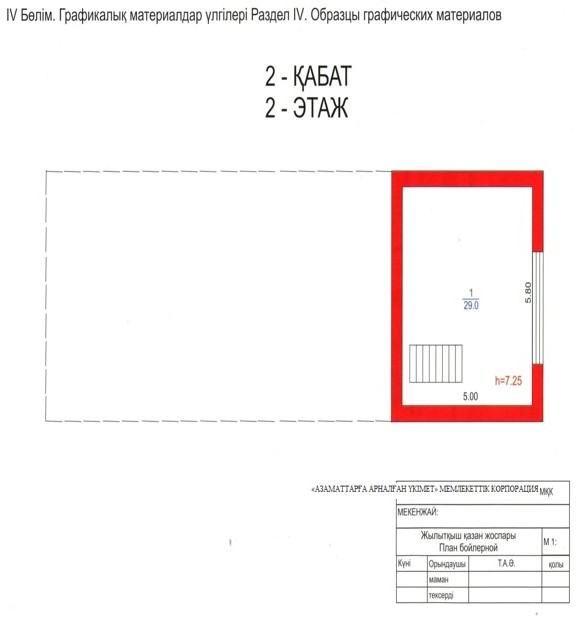 IV Бөлім. Графикалық материалдар үлгілері Раздел IV. Образцы графических материалов
2 - ҚАБАТ
2 - ЭТАЖ
1
29.0
5.80
h=7.25
5.00
«АЗАМАТТАРҒА АРНАЛҒАН ҮКІМЕТ» МЕМЛЕКЕТТІК КОРПОРАЦИЯ МҚК
МЕКЕНЖАЙ:
Жылытқыш қазан жоспары
План бойлерной
М 1:
Күні Орындаушы Т.А.Ә. қолы
маман
тексерді